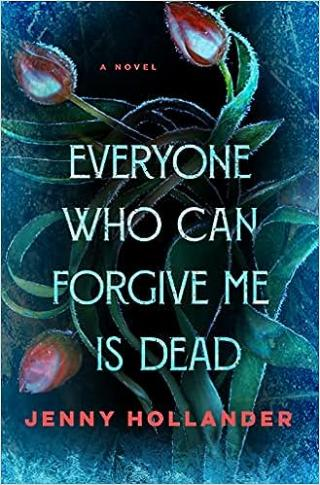 A NOVEL
EVERYONE
WHO CAN
FORGIVE ME
IS DEAD
JENNY HOLLANDER